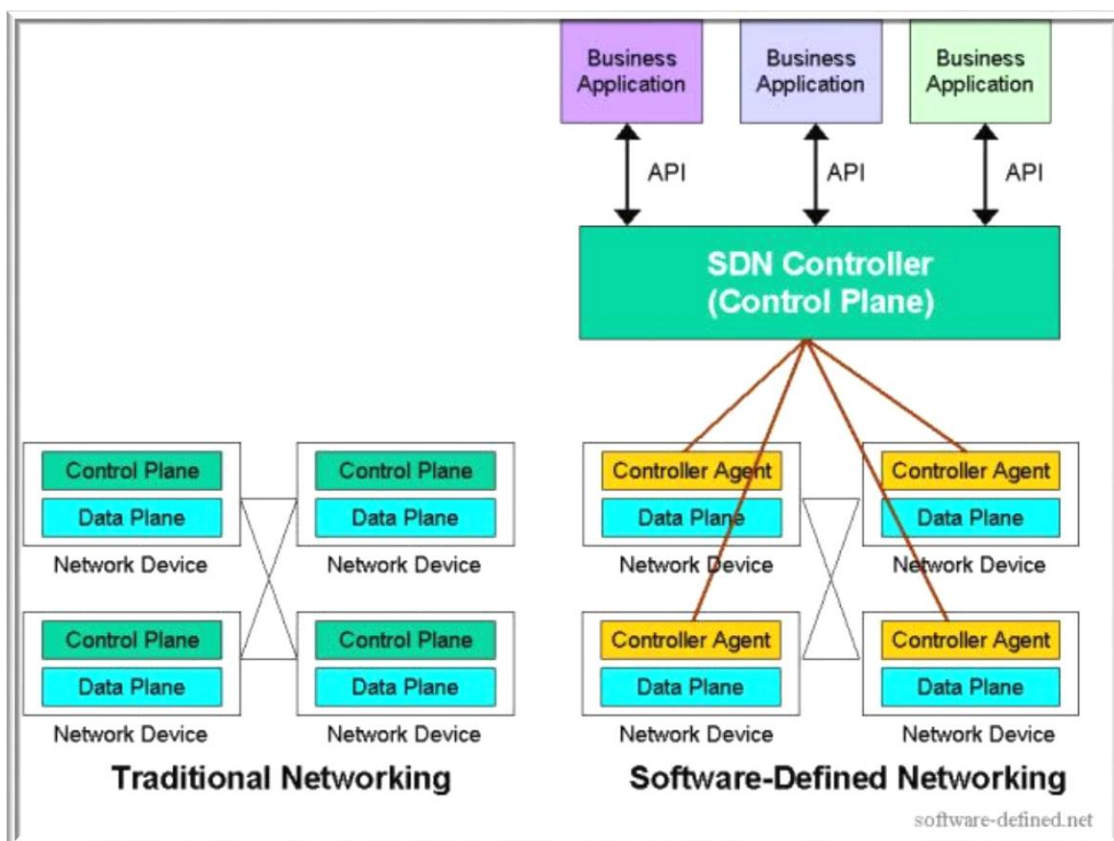 Business
Application
Business
Application
Business
Application
API
API
API
SDN Controller
(Control Plane)
Control Plane
Data Plane
Network Device
Control Plane
Data Plane
Network Device
Control Plane
Data Plane
Network Device
Control Plane
Data Plane
Network Device
Traditional Networking
Controller Agent
Data Plane
Network Device
Controller Agent
Data Plane
Network Device
Controller Agent
Data Plane
Network Device
Controller Agent
Data Plane
Network Device
Software-Defined Networking
software-defined.net